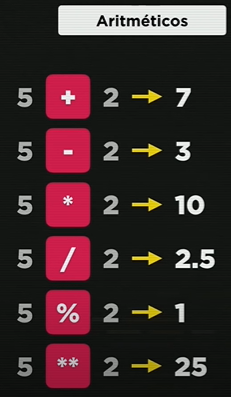 Aritméticos
5 + 2 → 7
5 - 2 → 3
5 * 2 → 10
5 / 2 → 2.5
5 % 2 → 1
5 ** 2 → 25